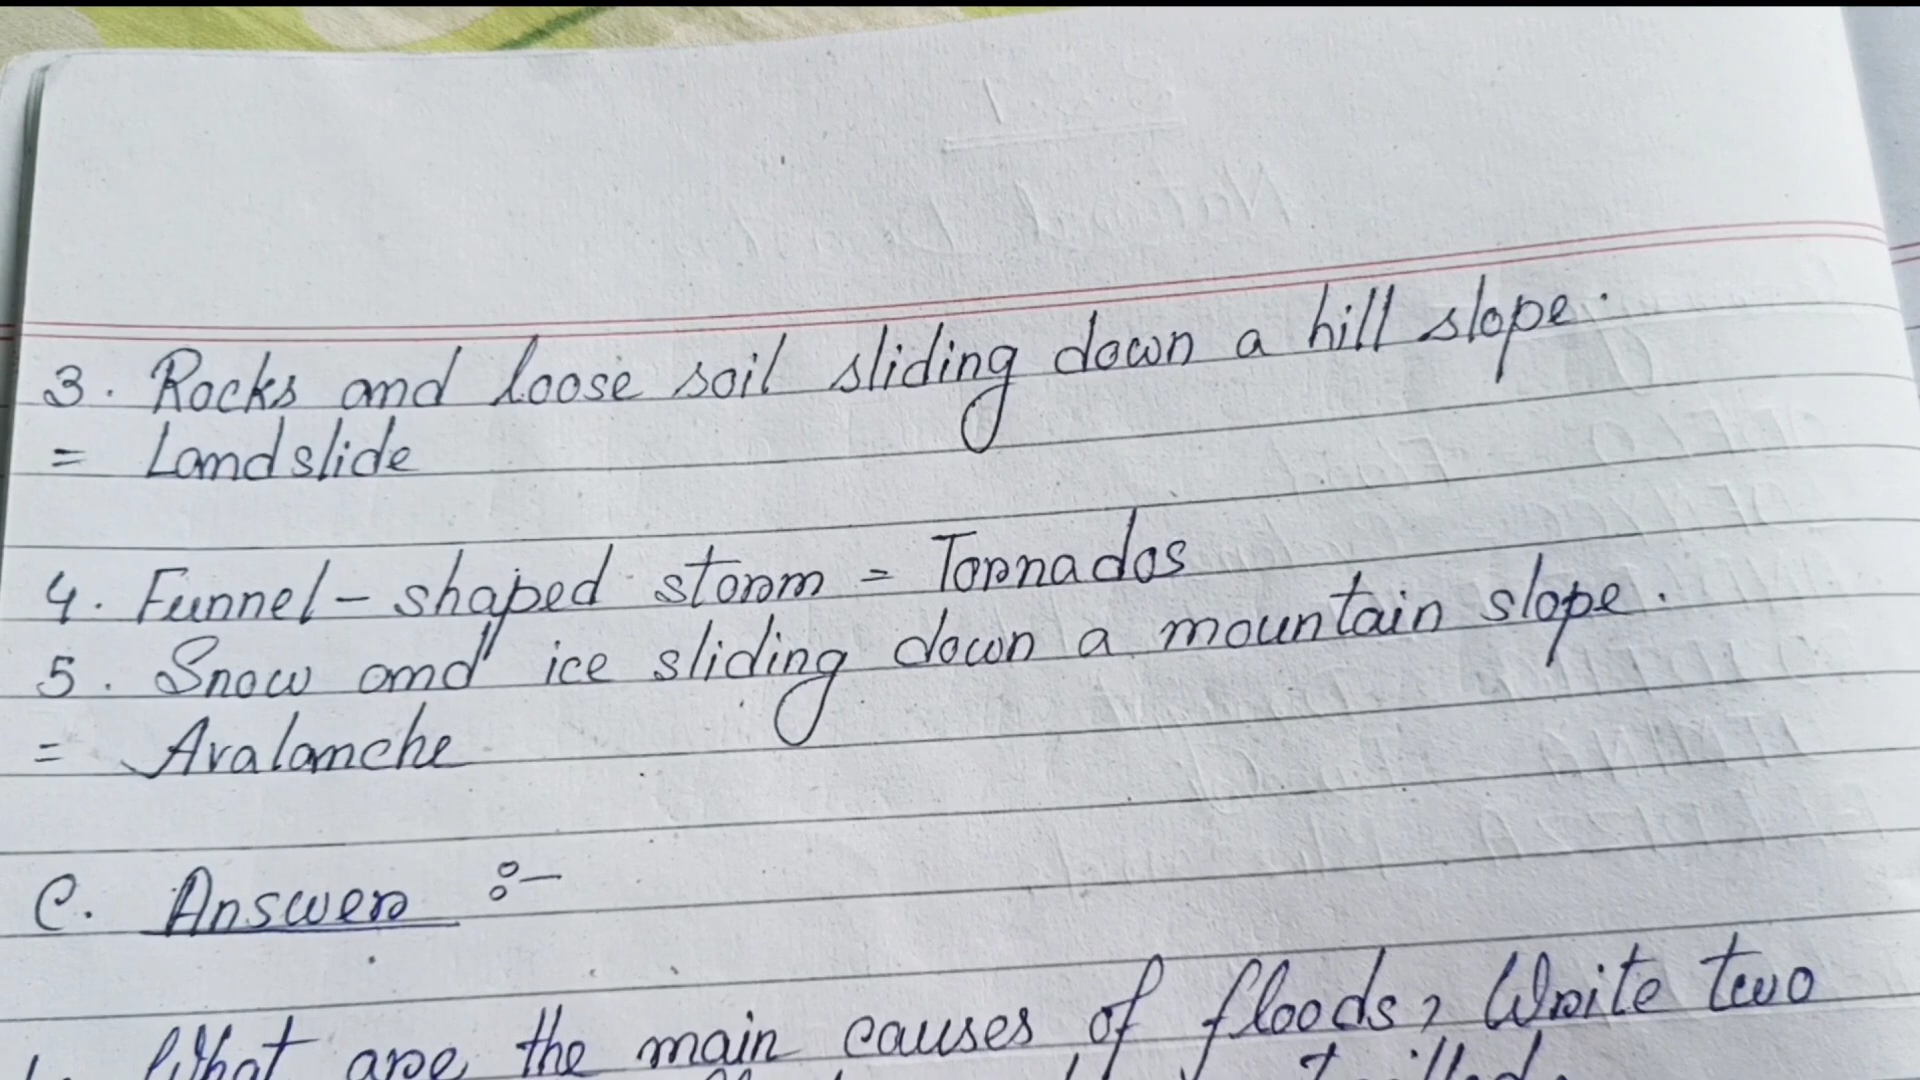 3. Rocks and loose soil sliding down a hill slope.
= Landslide
4. Funnel-shaped storm = Tornados
5. Snow and ice sliding down a mountain slope.
= Avalanche
C. Answer :-
1. What are the main causes of floods? Write two